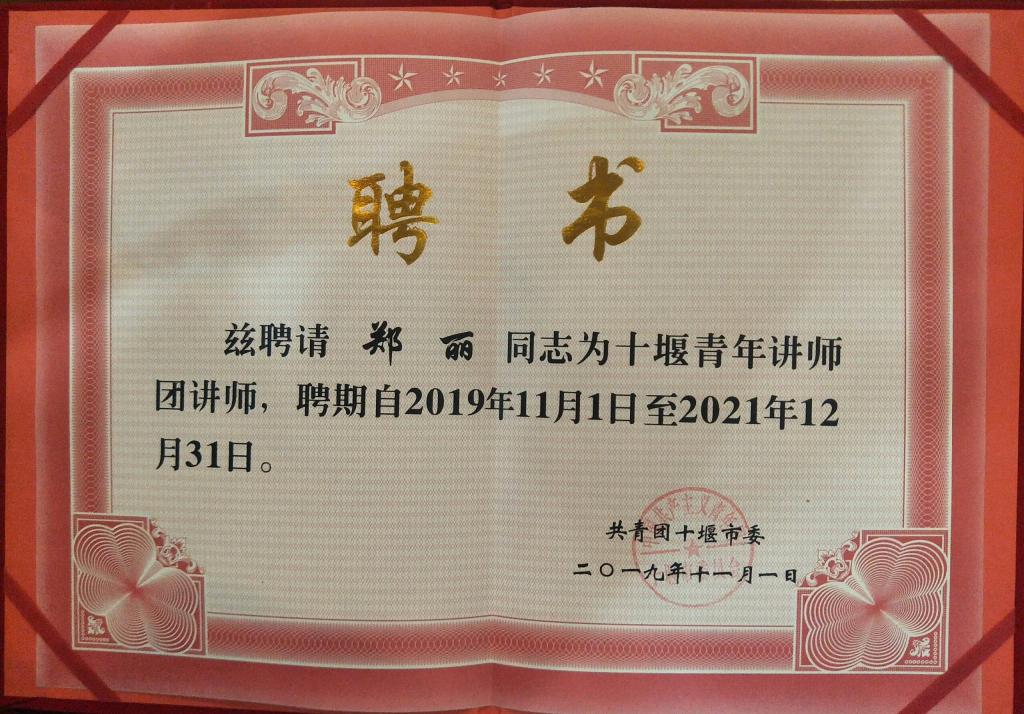 聘书
兹聘请 郑 丽 同志为十堰青年讲师
团讲师，聘期自2019年11月1日至2021年12
月31日。
共青团十堰市委
二〇一九年十一月一日